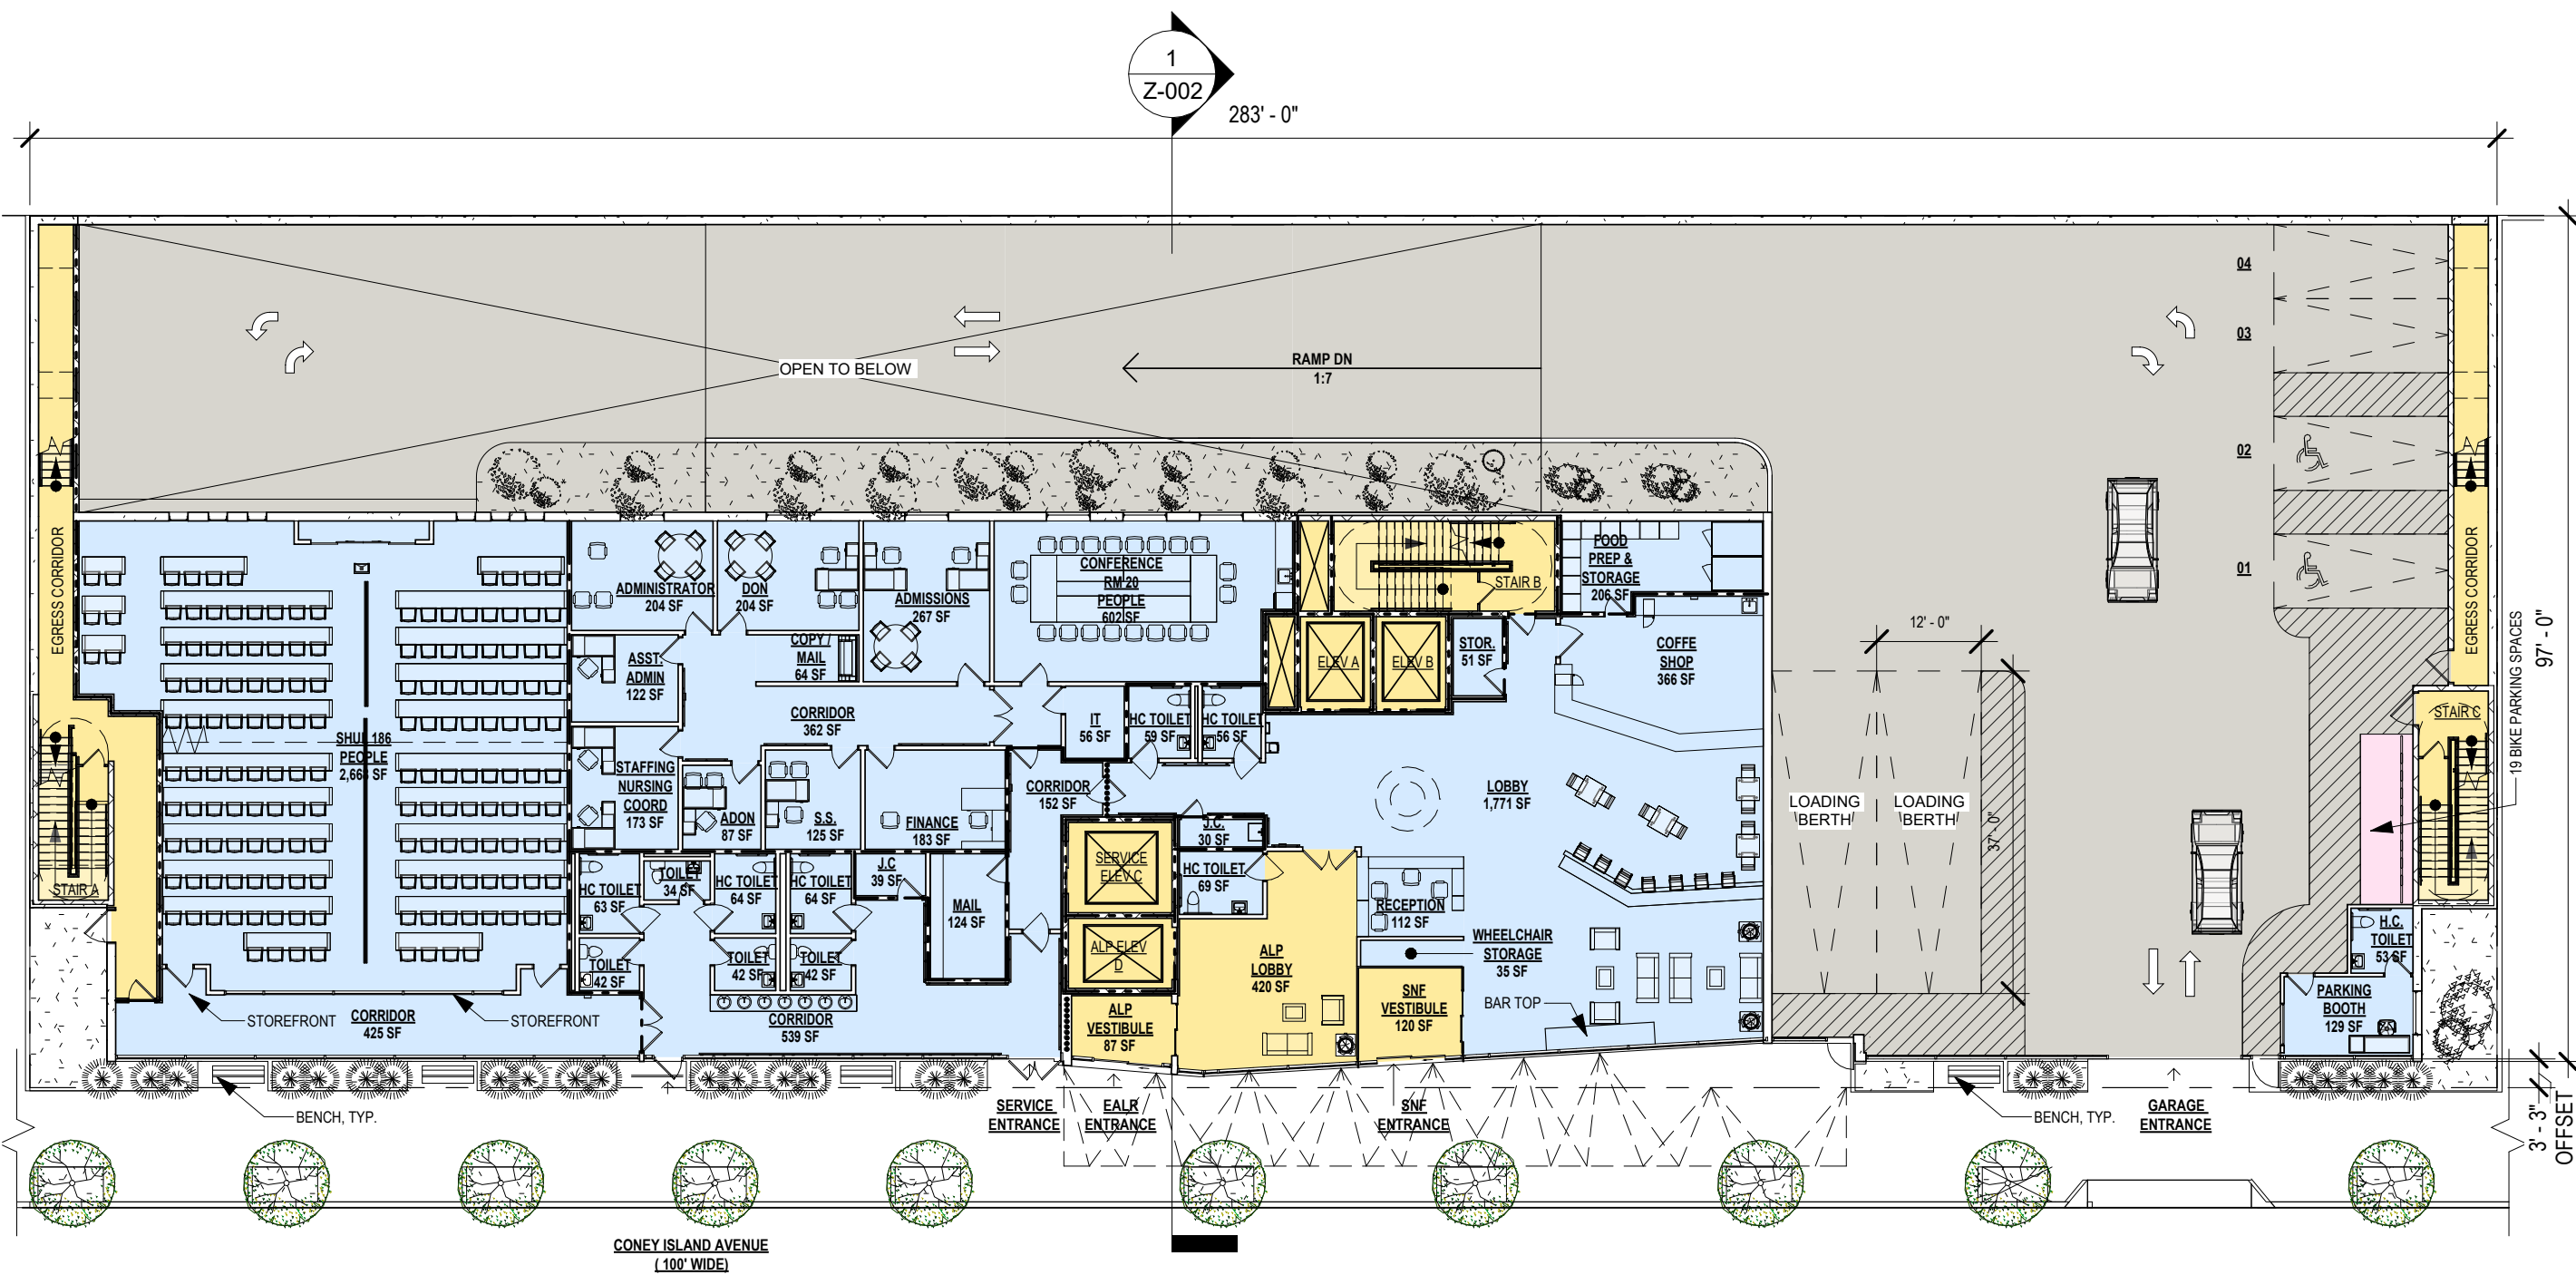 1
Z-002
283' - 0"
EGRESS CORRIDOR
OPEN TO BELOW
RAMP DN
1:7
04
03
02
01
EGRESS CORRIDOR
19 BIKE PARKING SPACES
97' - 0"
12' - 0"
37' - 0"
ADMINISTRATOR
204 SF
DON
204 SF
ADMISSIONS
267 SF
CONFERENCE
RM 20
PEOPLE
602 SF
STAIR B
FOOD
PREP &
STORAGE
206 SF
COPY /
MAIL
64 SF
ASST.
ADMIN
122 SF
ELEV A
ELEV B
STOR.
51 SF
COFFE
SHOP
366 SF
CORRIDOR
362 SF
IT
56 SF
HC TOILET
59 SF
HC TOILET
56 SF
STAIR C
SHUL 186
PEOPLE
SF
STAFFING
NURSING
COORD
173 SF
ADON
87 SF
S.S.
125 SF
FINANCE
183 SF
CORRIDOR
152 SF
LOBBY
1,771 SF
LOADING
BERTH
LOADING
BERTH
J.C.
30 SF
SERVICE
ELEV C
STAIR A
HC TOILET
63 SF
TOILET
34 SF
HC TOILET
64 SF
HC TOILET
64 SF
J.C
39 SF
MAIL
124 SF
HC TOILET
69 SF
RECEPTION
112 SF
TOILET
42 SF
TOILET
42 SF
TOILET
42 SF
ALP ELEV
D
ALP
LOBBY
420 SF
WHEELCHAIR
STORAGE
35 SF
H.C.
TOILET
53 SF
STOREFRONT
CORRIDOR
425 SF
STOREFRONT
CORRIDOR
539 SF
ALP
VESTIBULE
87 SF
SNF
VESTIBULE
120 SF
BAR TOP
PARKING
BOOTH
129 SF
BENCH, TYP.
SERVICE
ENTRANCE
EALR
ENTRANCE
SNF
ENTRANCE
BENCH, TYP.
GARAGE
ENTRANCE
3' - 3"
OFFSET
CONEY ISLAND AVENUE
( 100' WIDE)